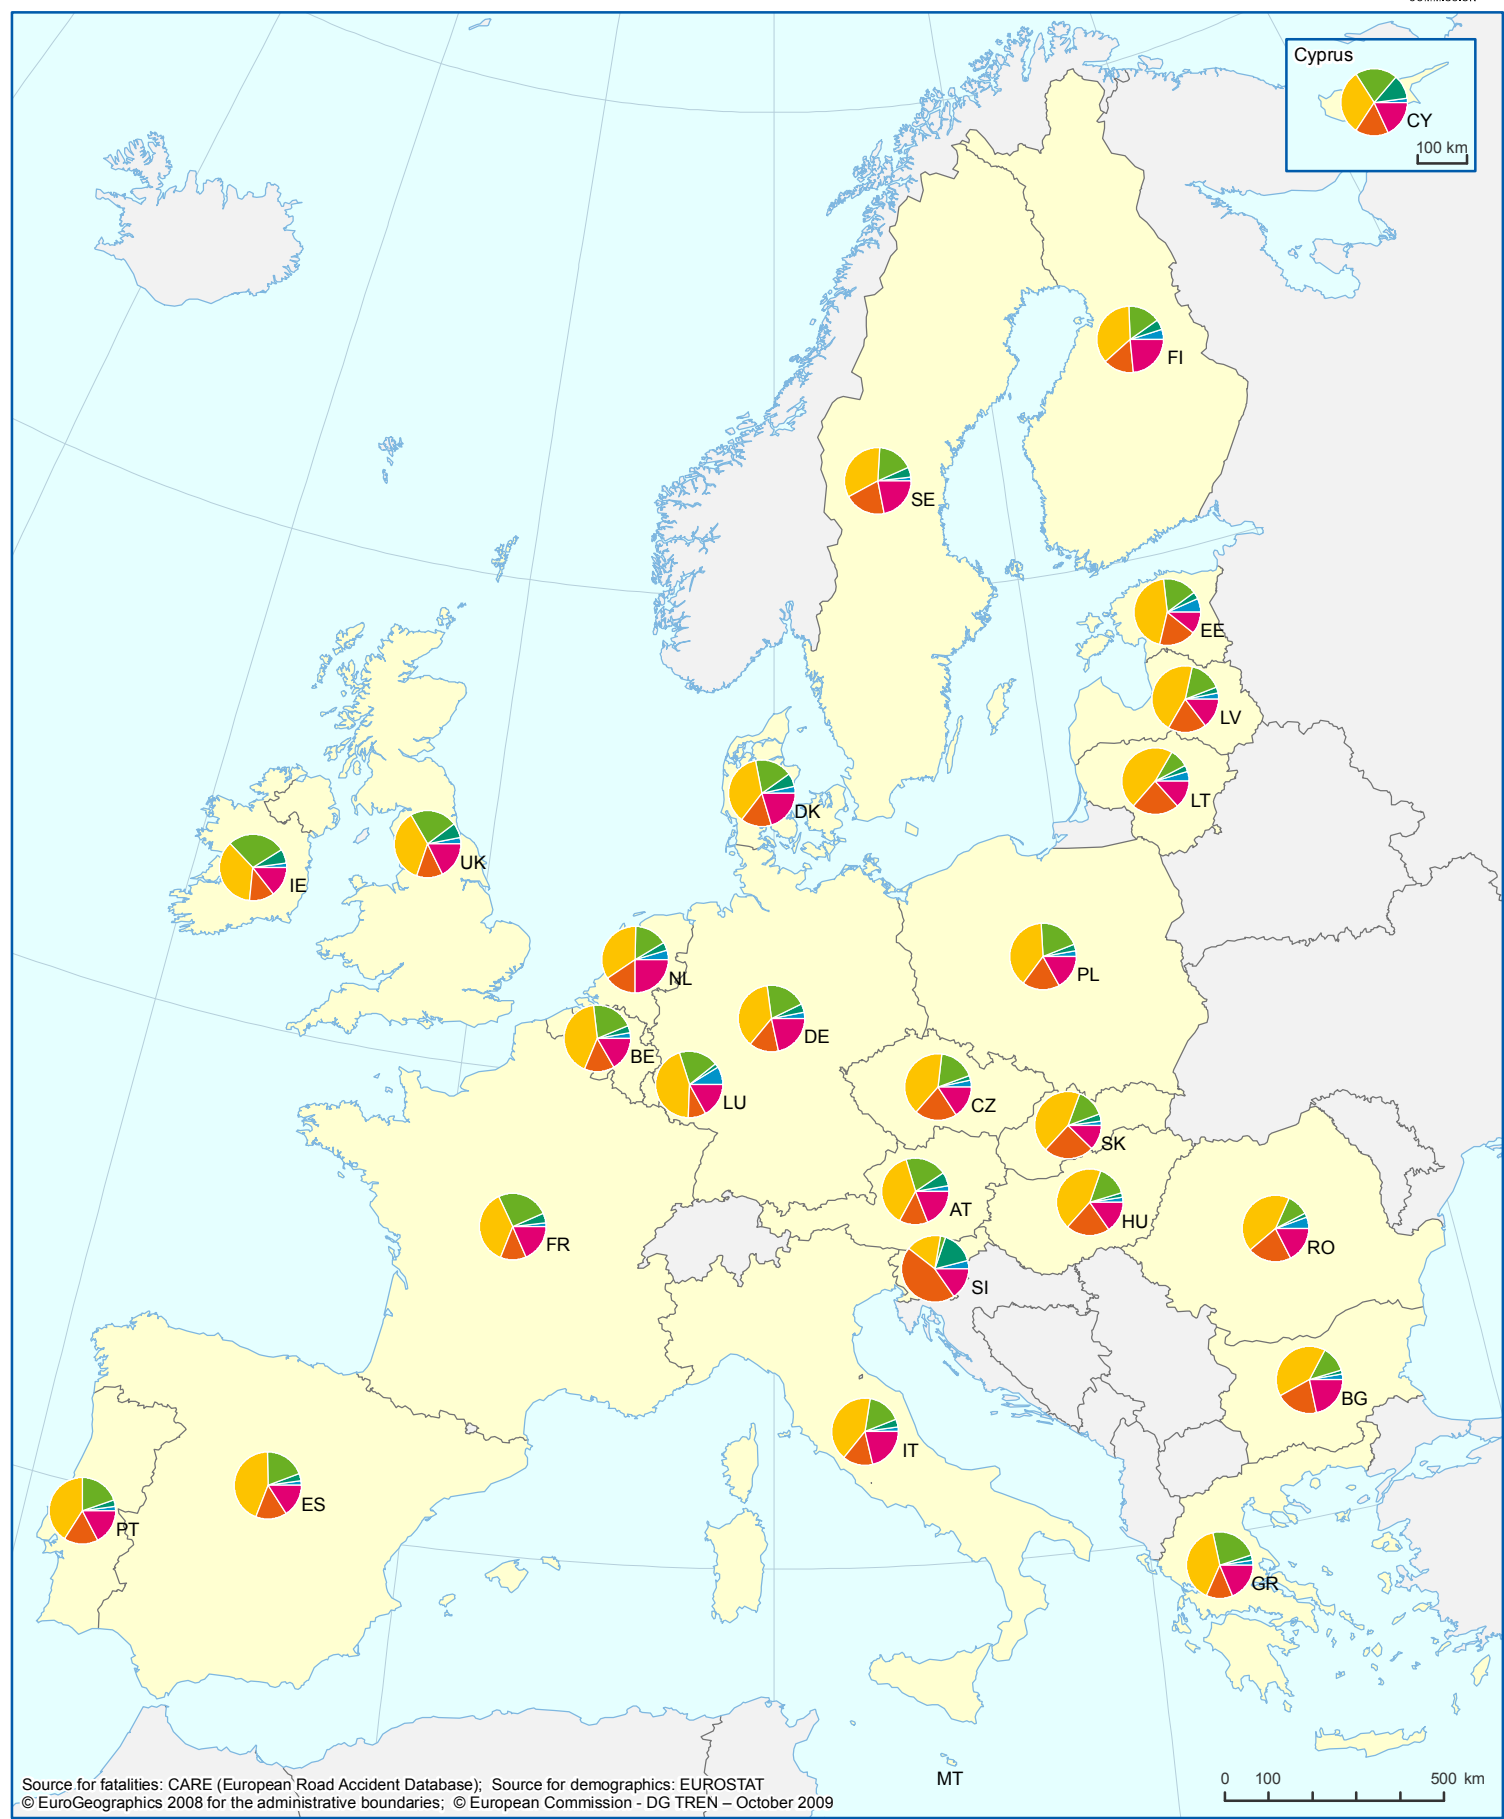 Cyprus
CY
100 km
FI
SE
EE
LV
LT
DK
UK
IE
NL
PL
DE
BE
LU
CZ
SK
AT
HU
FR
RO
SI
BG
IT
ES
PT
GR
MT
Source for fatalities: CARE (European Road Accident Database); Source for demographics: EUROSTAT
© EuroGeographics 2008 for the administrative boundaries; © European Commission - DG TREN – October 2009
0 100 500 km